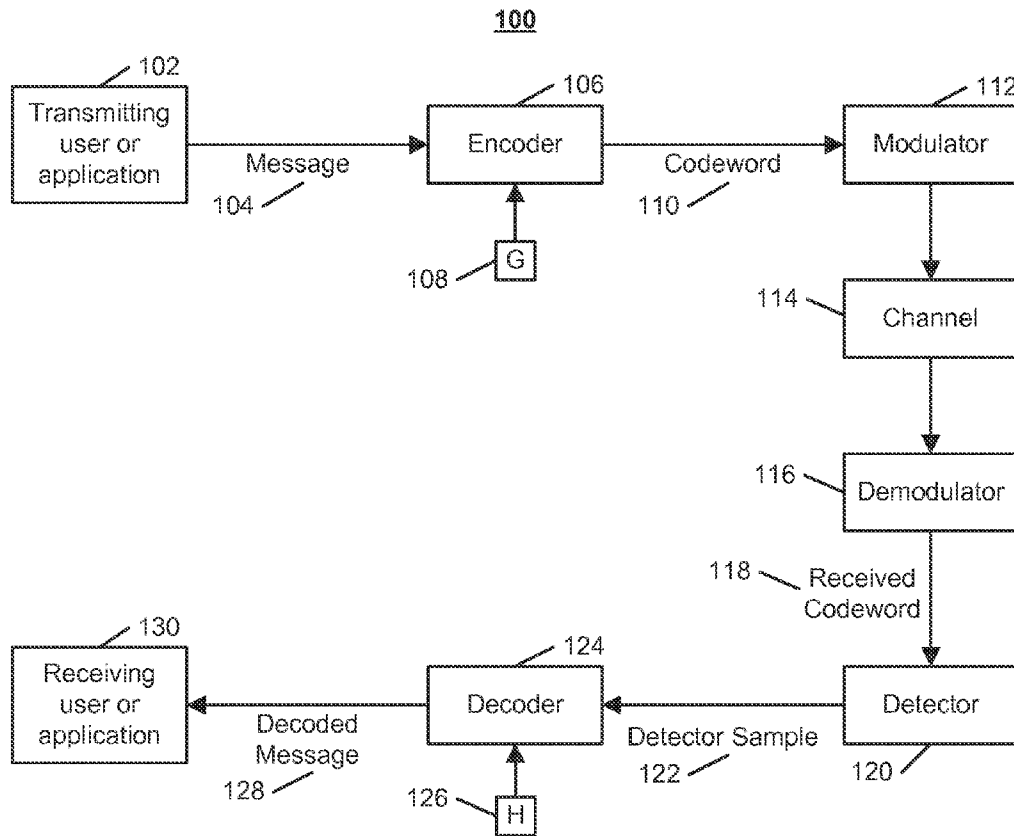 100
102
Transmitting
user or
application
Message
104
106
Encoder
108
G
Codeword
110
112
Modulator
114
Channel
116
Demodulator
118
Received
Codeword
130
Receiving
user or
application
Decoded
Message
128
124
Decoder
126
H
Detector Sample
122
Detector
120